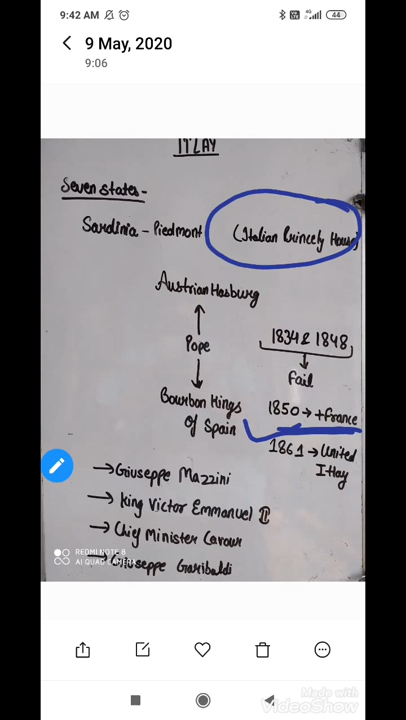 9:42 AM
44
9 May, 2020
9:06
ITLAY
Seven states -
Sardinia - Piedmont (Italian Princely House)
Austrian Hasburg
Pope
Bourbon Kings
Of Spain
1834 & 1848
Fail
1850 → + France
1861 → United
Itlay
→ Giuseppe Mazzini
→ King Victor Emmanuel II
→ Chief Minister Cavour
→ Giuseppe Garibaldi
REDMI NOTE 8
AI QUAD CAMERA
Made with
VideoShow